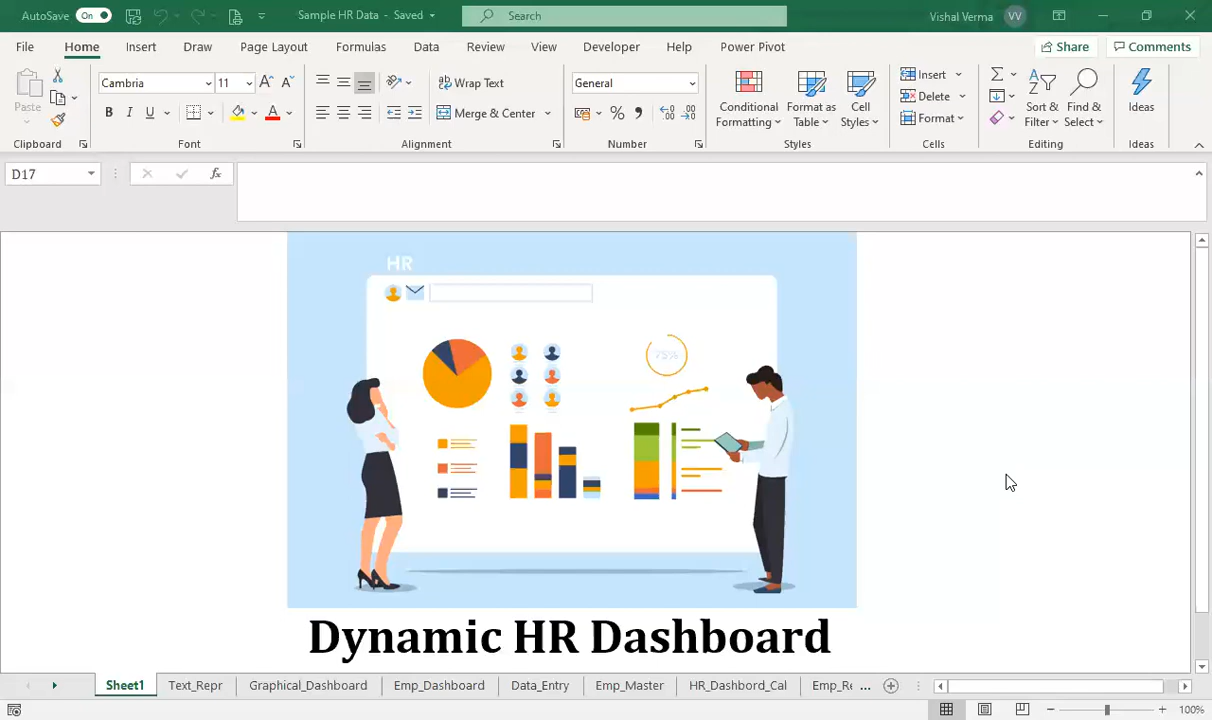 AutoSave On Sample HR Data - Saved Search Vishal Verma VV
File Home Insert Draw Page Layout Formulas Data Review View Developer Help Power Pivot Share Comments
Paste
Cambria 11
B I U A
Wrap Text
Merge & Center
General
% ,
Conditional Formatting
Format as Table
Cell Styles
Insert
Delete
Format
Sort & Filter
Find & Select
Ideas
Clipboard Font Alignment Number Styles Cells Editing Ideas
D17 fx
HR
75%
Dynamic HR Dashboard
Sheet1 Text_Repr Graphical_Dashboard Emp_Dashboard Data_Entry Emp_Master HR_Dashbord_Cal Emp_Re ...
100%